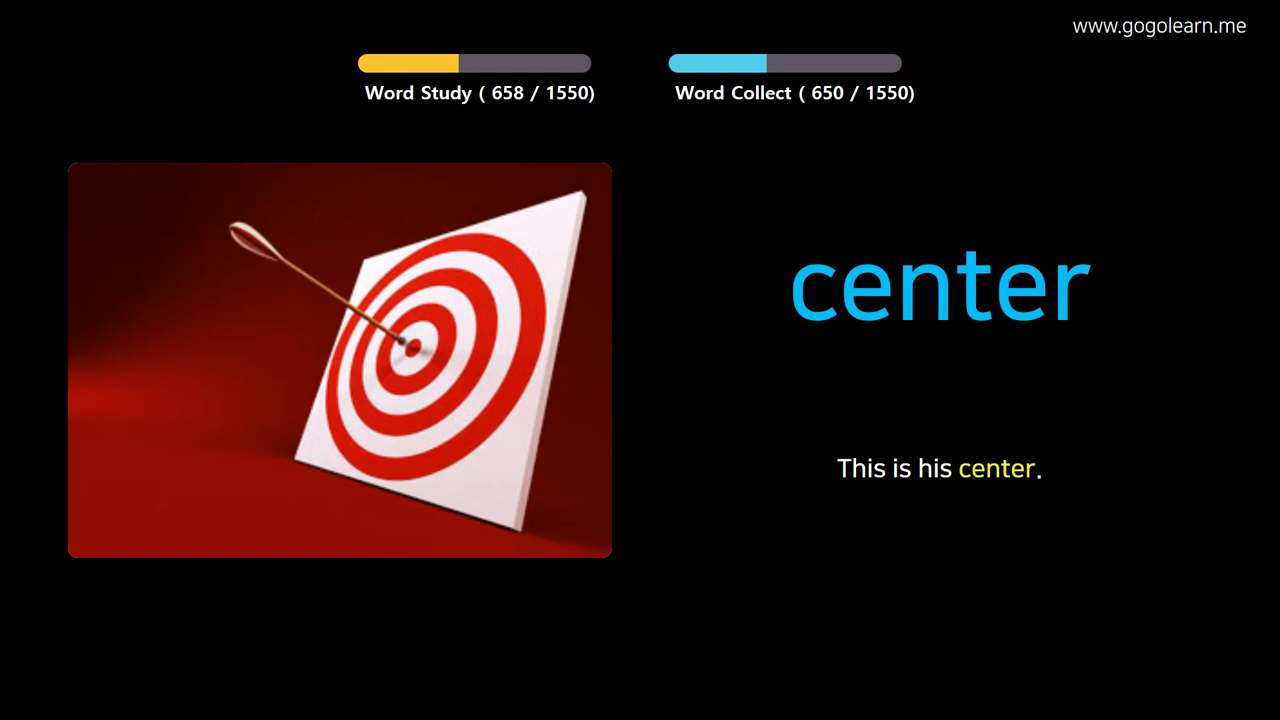 www.gogolearn.me
Word Study ( 658 / 1550)
Word Collect ( 650 / 1550)
center
This is his center.